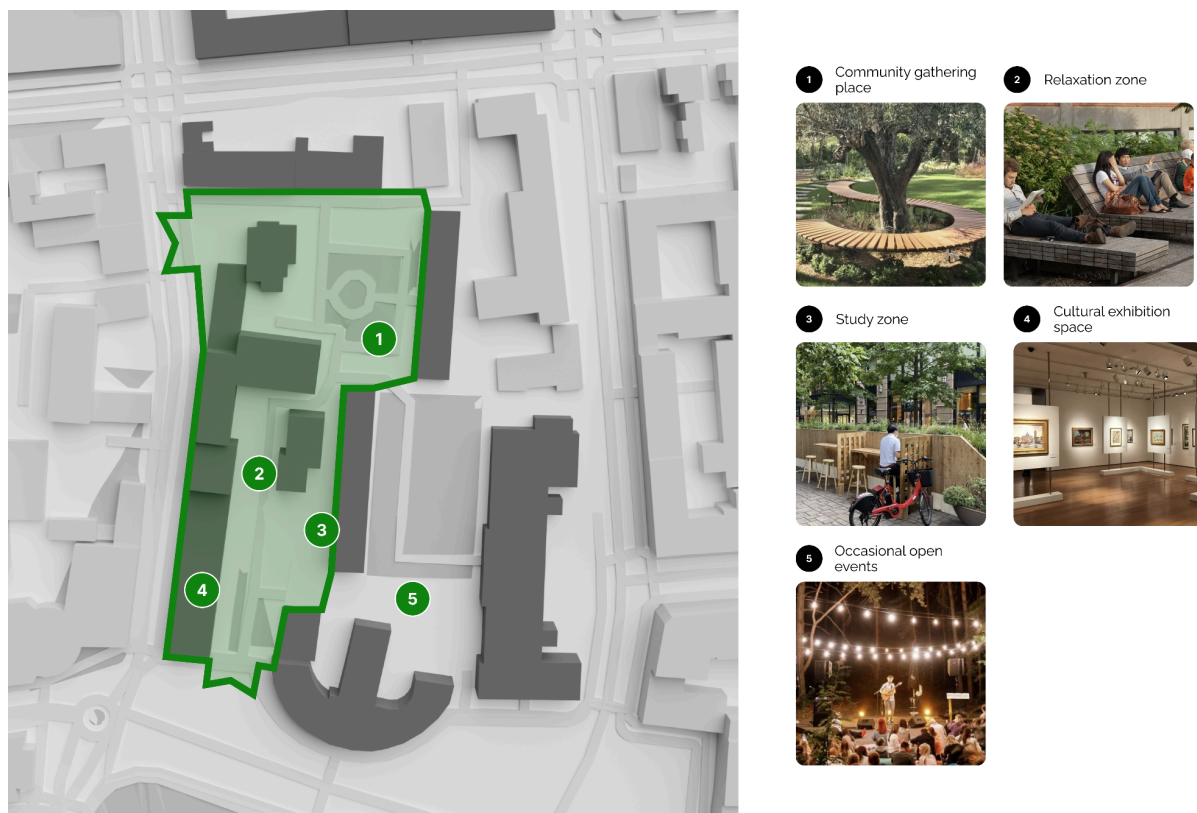 1
2
3
4
5
1
Community gathering
place
2
Relaxation zone
3
Study zone
4
Cultural exhibition
space
5
Occasional open
events